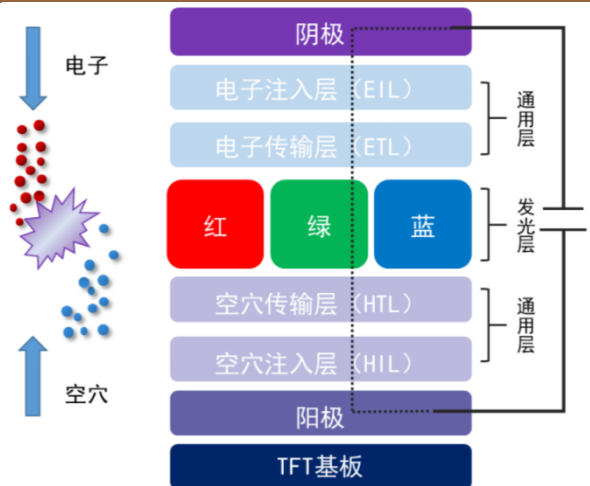 阴极
电子
电子注入层（EIL）
通用层
电子传输层（ETL）
红
绿
蓝
发光层
空穴传输层（HTL）
通用层
空穴注入层（HIL）
空穴
阳极
TFT基板